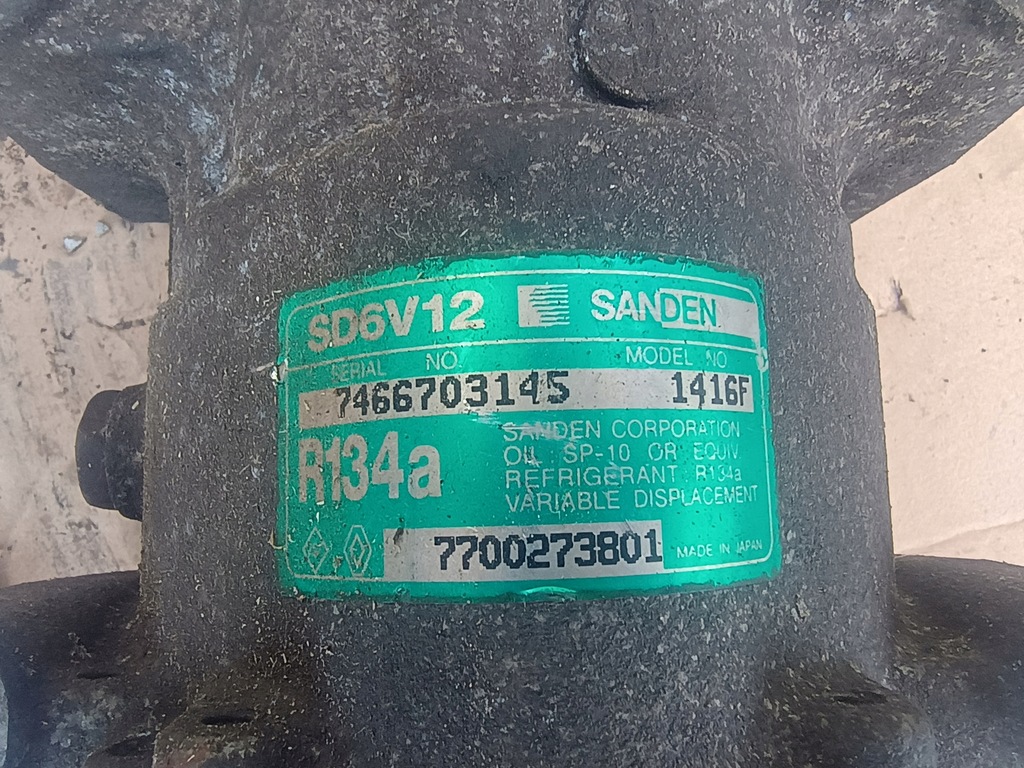 SD6V12 SANDEN
SERIAL NO. MODEL NO
7466703145 1416F
R134a
SANDEN CORPORATION
OIL : SP-10 OR EQUIV.
REFRIGERANT : R134a
VARIABLE DISPLACEMENT
7700273801 MADE IN JAPAN